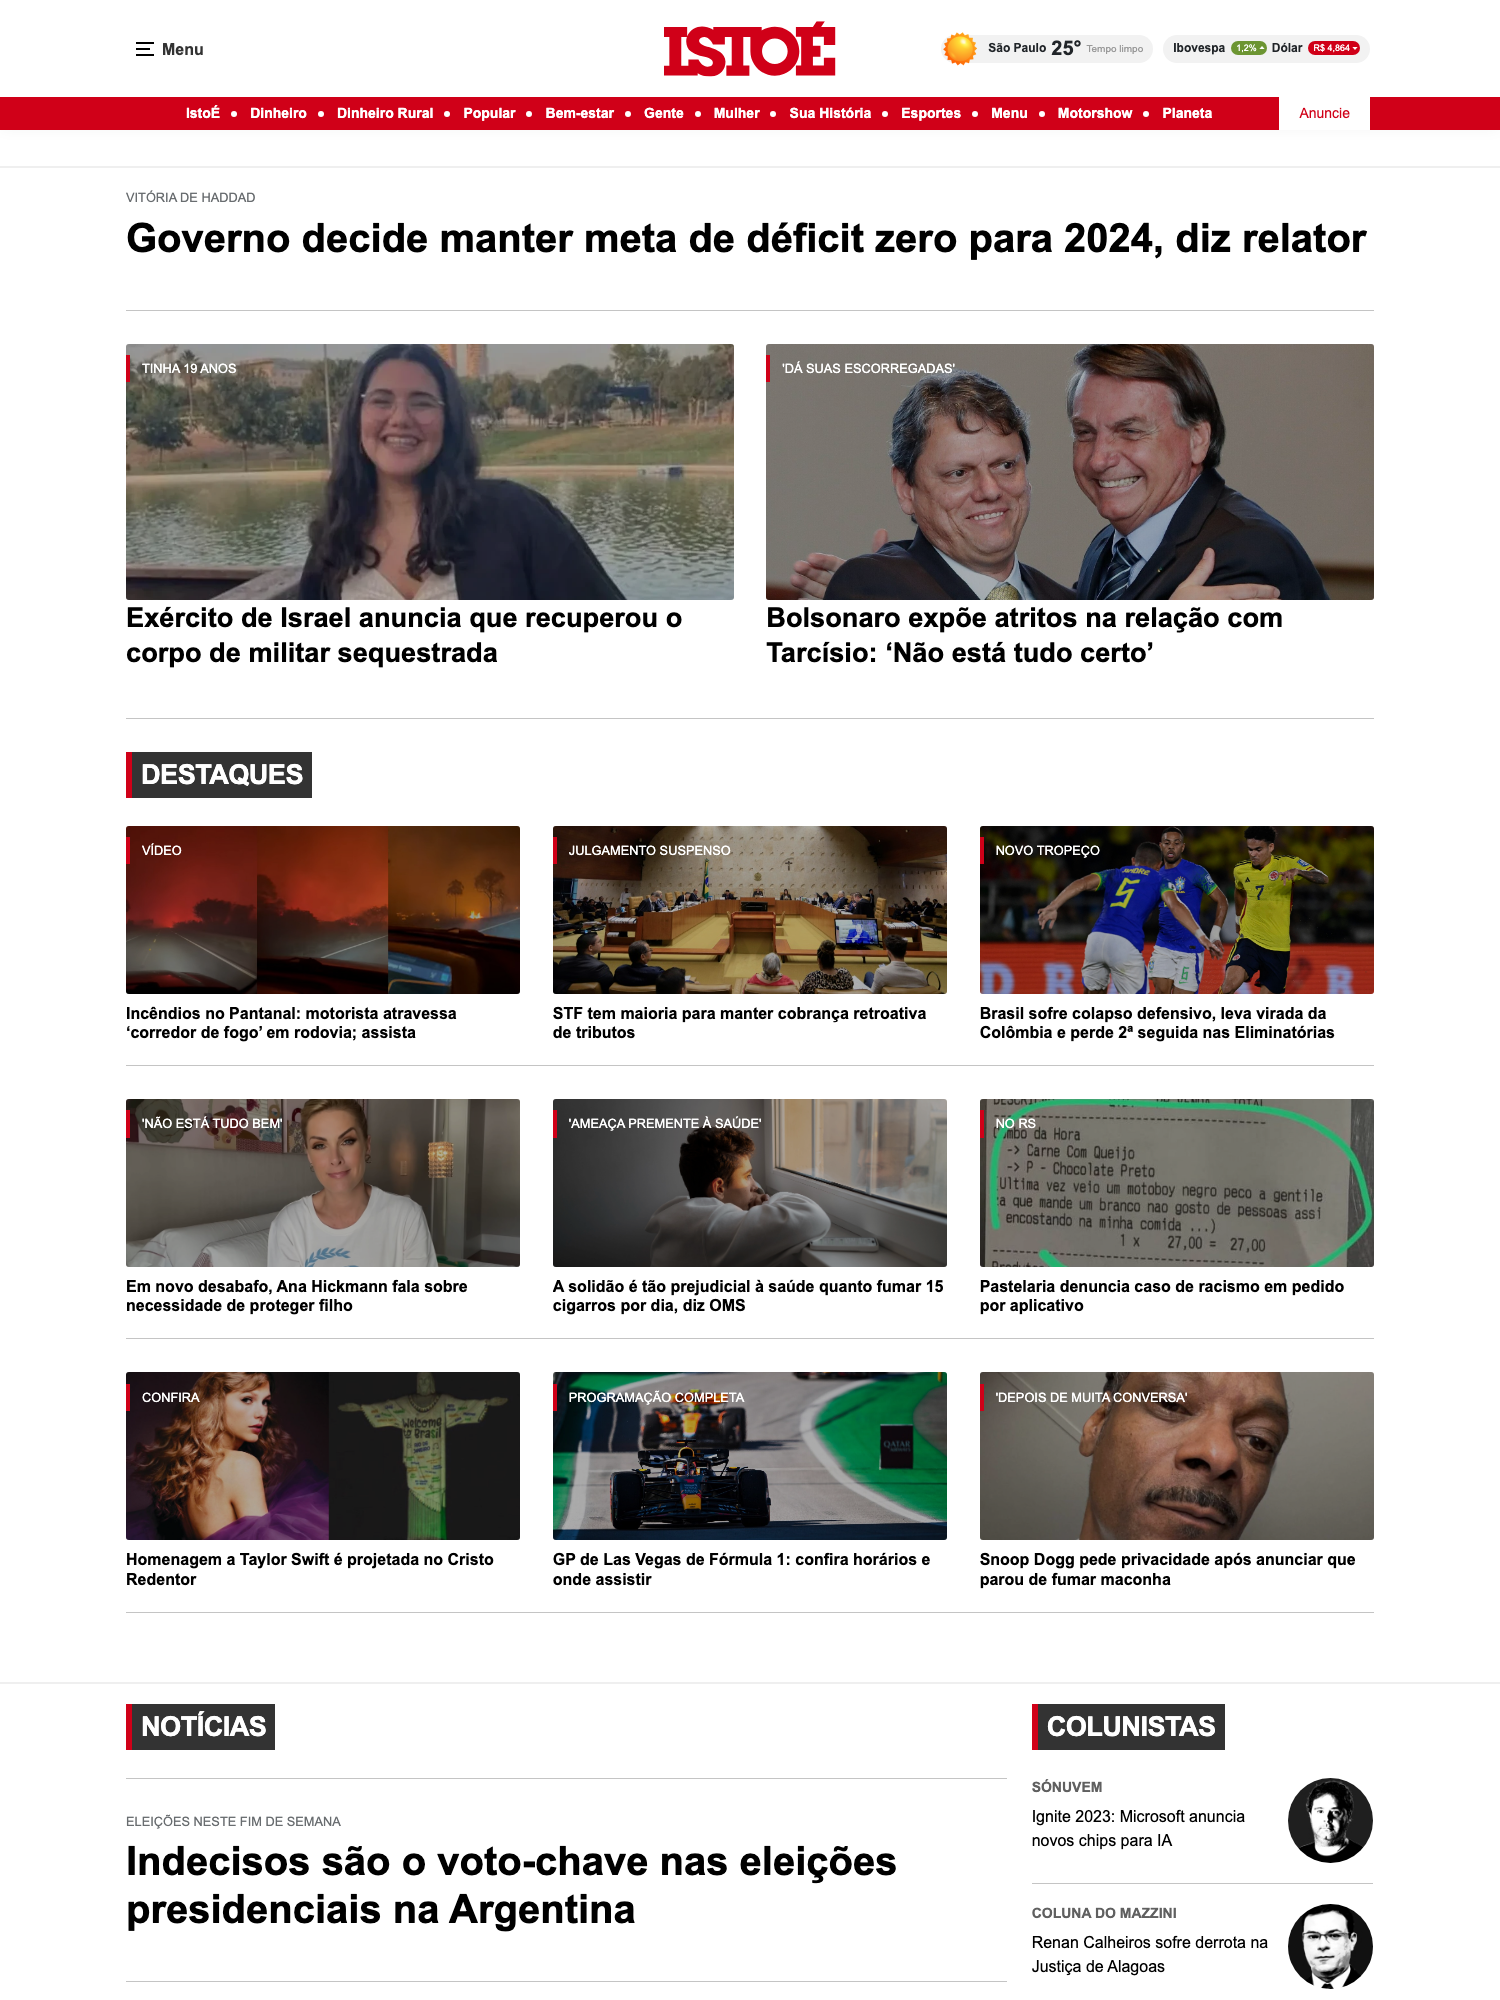 Menu
ISTOÉ
São Paulo 25° Tempo limpo
Ibovespa 1,2% Dólar R$ 4,864
IstoÉ
Dinheiro
Dinheiro Rural
Popular
Bem-estar
Gente
Mulher
Sua História
Esportes
Menu
Motorshow
Planeta
Anuncie
VITÓRIA DE HADDAD
Governo decide manter meta de déficit zero para 2024, diz relator
TINHA 19 ANOS
Exército de Israel anuncia que recuperou o
corpo de militar sequestrada
'DÁ SUAS ESCORREGADAS'
Bolsonaro expõe atritos na relação com
Tarcísio: ‘Não está tudo certo’
DESTAQUES
VÍDEO
Incêndios no Pantanal: motorista atravessa
‘corredor de fogo’ em rodovia; assista
JULGAMENTO SUSPENSO
STF tem maioria para manter cobrança retroativa
de tributos
NOVO TROPEÇO
5
7
6
Brasil sofre colapso defensivo, leva virada da
Colômbia e perde 2ª seguida nas Eliminatórias
'NÃO ESTÁ TUDO BEM'
Em novo desabafo, Ana Hickmann fala sobre
necessidade de proteger filho
'AMEAÇA PREMENTE À SAÚDE'
A solidão é tão prejudicial à saúde quanto fumar 15
cigarros por dia, diz OMS
NO RS
Combo da Hora
-> Carne Com Queijo
-> P - Chocolate Preto
(Ultima vez veio um motoboy negro peco a gentile
za que mande um branco nao gosto de pessoas assi
encostando na minha comida ...)
1 x 27,00 = 27,00
Pastelaria denuncia caso de racismo em pedido
por aplicativo
CONFIRA
Welcome
Brasil
Homenagem a Taylor Swift é projetada no Cristo
Redentor
PROGRAMAÇÃO COMPLETA
QATAR
GP de Las Vegas de Fórmula 1: confira horários e
onde assistir
'DEPOIS DE MUITA CONVERSA'
Snoop Dogg pede privacidade após anunciar que
parou de fumar maconha
NOTÍCIAS
ELEIÇÕES NESTE FIM DE SEMANA
Indecisos são o voto-chave nas eleições
presidenciais na Argentina
COLUNISTAS
SÓNUVEM
Ignite 2023: Microsoft anuncia
novos chips para IA
COLUNA DO MAZZINI
Renan Calheiros sofre derrota na
Justiça de Alagoas